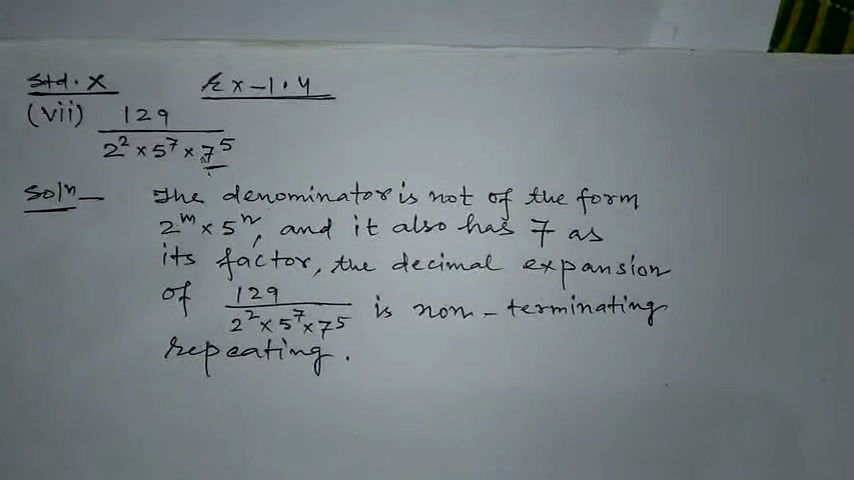 Std. X Ex-1.4
(vii) 129
2² × 5⁷ × 7⁵
Soln- The denominator is not of the form
2ᵐ × 5ⁿ, and it also has 7 as
its factor, the decimal expansion
of 129 / 2² × 5⁷ × 7⁵ is non-terminating
repeating.